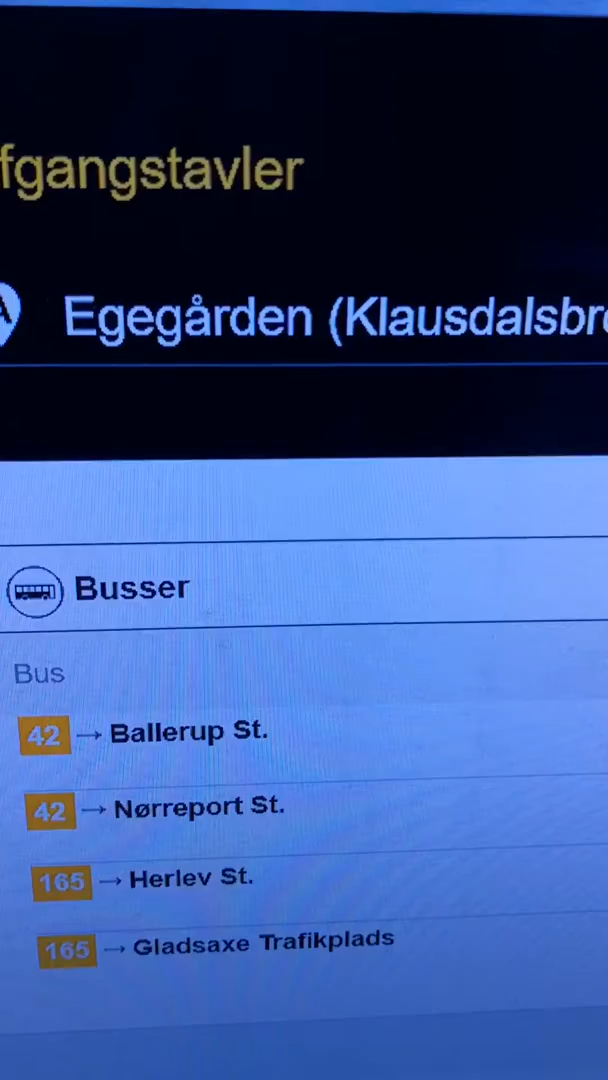 fgangstavler
A
Egegården (Klausdalsbr
Busser
Bus
42 → Ballerup St.
42 → Nørreport St.
165 → Herlev St.
165 → Gladsaxe Trafikplads